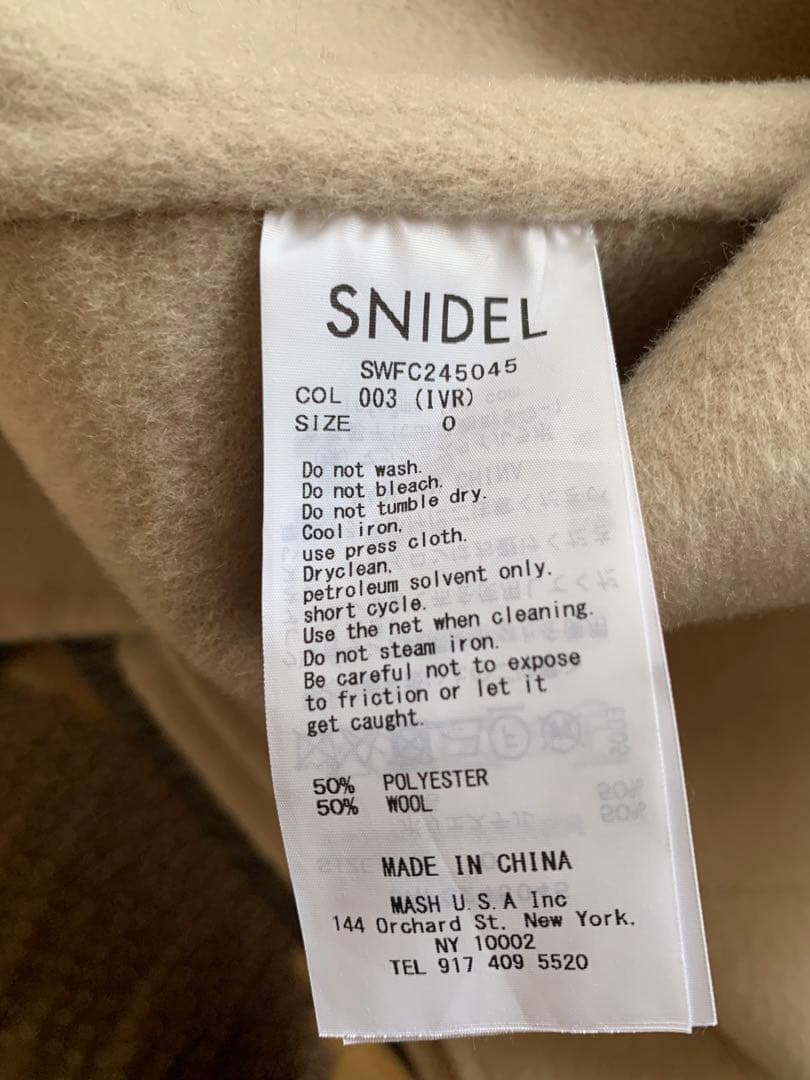 SNIDEL
SWFC245045
COL 003 (IVR)
SIZE 0
Do not wash.
Do not bleach.
Do not tumble dry.
Cool iron.
use press cloth.
Dryclean.
petroleum solvent only.
short cycle.
Use the net when cleaning.
Do not steam iron.
Be careful not to expose
to friction or let it
get caught.
50% POLYESTER
50% WOOL
MADE IN CHINA
MASH U.S.A Inc
144 Orchard St. New York.
NY 10002
TEL 917 409 5520